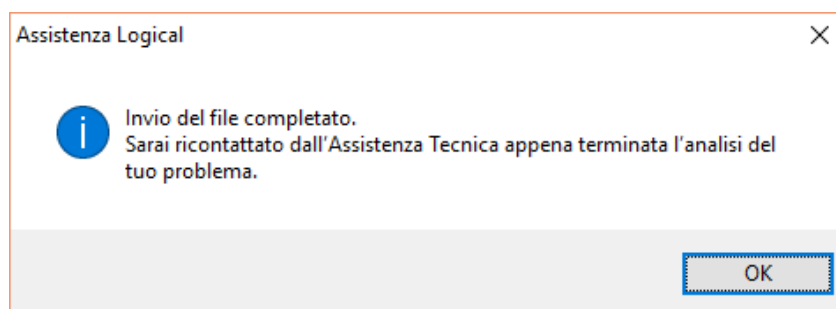 Assistenza Logical
Invio del file completato.
Sarai ricontattato dall'Assistenza Tecnica appena terminata l'analisi del
tuo problema.
OK